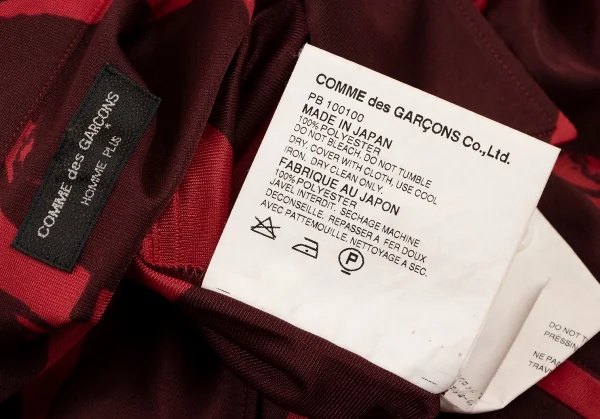 COMME des GARÇONS
HOMME PLUS
COMME des GARÇONS Co.,Ltd.
PB 100100
MADE IN JAPAN
100% POLYESTER
DO NOT BLEACH. DO NOT TUMBLE
DRY. COVER WITH CLOTH, USE COOL
IRON. DRY CLEAN ONLY.
FABRIQUE AU JAPON
100% POLYESTER
JAVEL INTERDIT. SECHAGE MACHINE
DECONSEILLE. REPASSER A FER DOUX
AVEC PATTEMOUILLE. NETTOYAGE A SEC.
P
DO NOT
PRESSIN
NE PA
TRAV